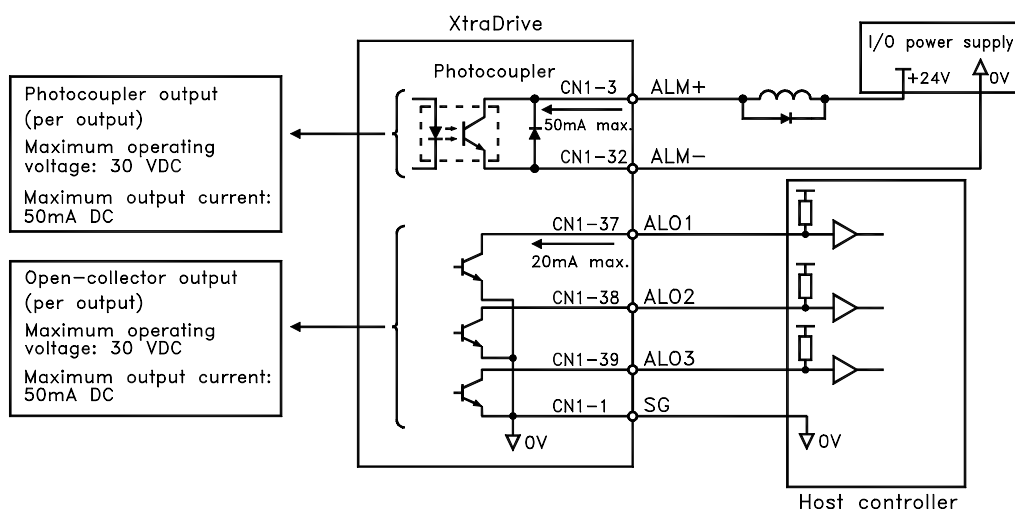 XtraDrive
I/O power supply
+24V
0V
Photocoupler output
(per output)
Maximum operating
voltage: 30 VDC
Maximum output current:
50mA DC
Photocoupler
CN1-3
ALM+
50mA max.
CN1-32
ALM-
CN1-37
ALO1
20mA max.
Open-collector output
(per output)
Maximum operating
voltage: 30 VDC
Maximum output current:
50mA DC
CN1-38
ALO2
CN1-39
ALO3
CN1-1
SG
0V
0V
Host controller